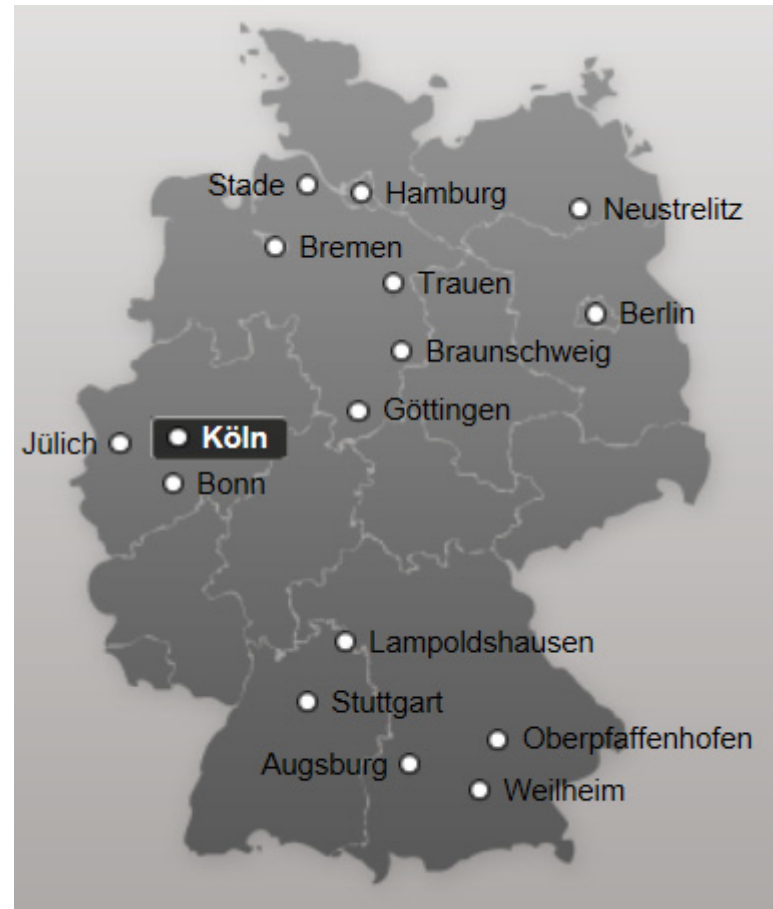 Stade
Hamburg
Neustrelitz
Bremen
Trauen
Berlin
Braunschweig
Göttingen
Jülich
Köln
Bonn
Lampoldshausen
Stuttgart
Oberpfaffenhofen
Augsburg
Weilheim